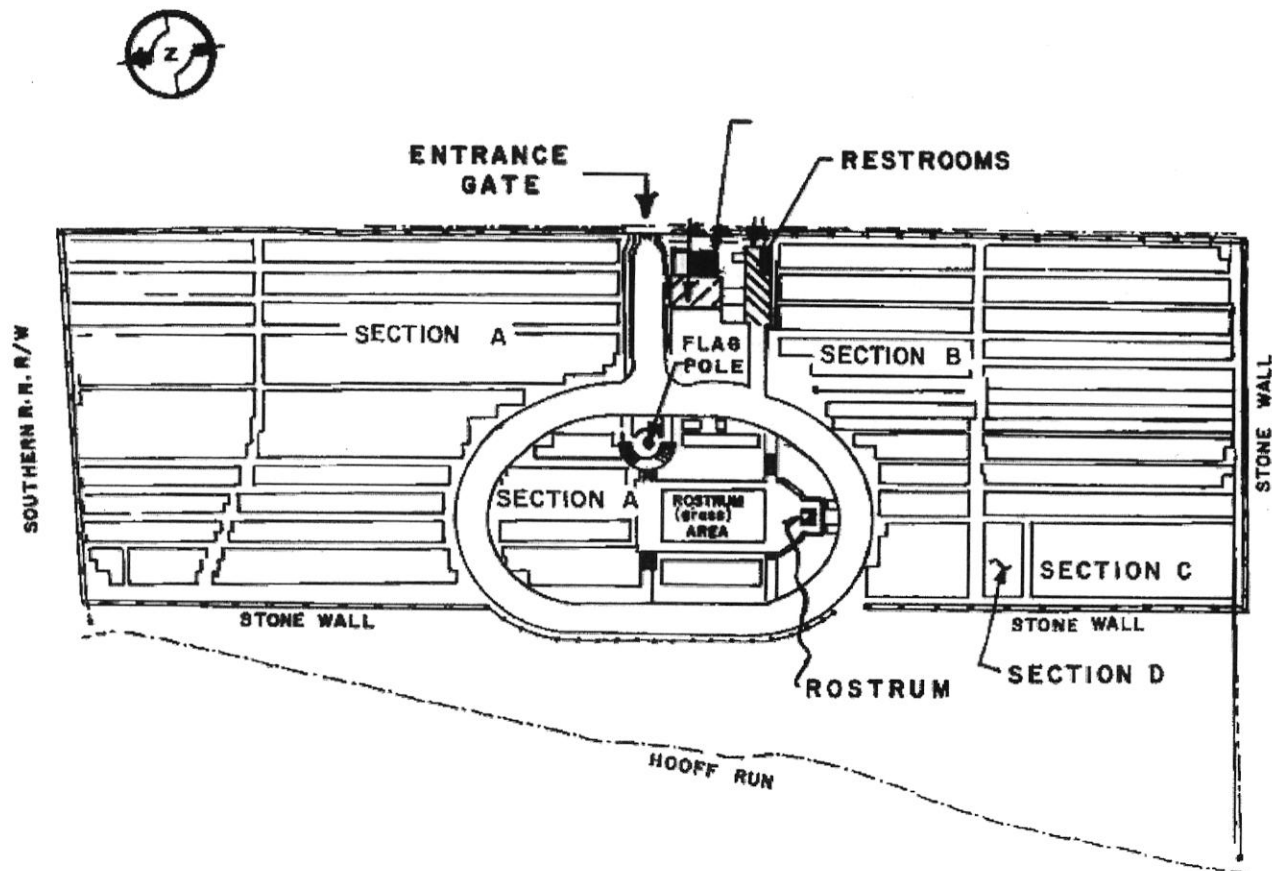 Z
ENTRANCE
GATE
RESTROOMS
SECTION A
FLAG
POLE
SECTION B
SOUTHERN R. R. R/W
STONE WALL
SECTION A
ROSTRUM
(grass)
AREA
SECTION C
STONE WALL
STONE WALL
SECTION D
ROSTRUM
HOOFF RUN